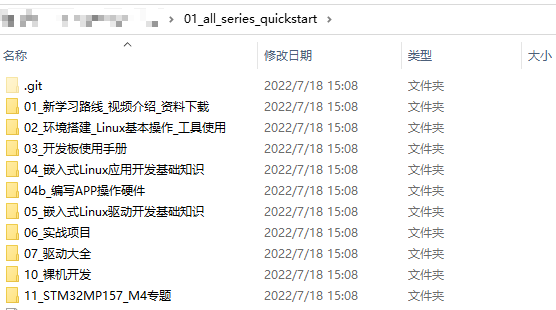 01_all_series_quickstart
名称 修改日期 类型 大小
.git 2022/7/18 15:08 文件夹
01_新学习路线_视频介绍_资料下载 2022/7/18 15:08 文件夹
02_环境搭建_Linux基本操作_工具使用 2022/7/18 15:08 文件夹
03_开发板使用手册 2022/7/18 15:08 文件夹
04_嵌入式Linux应用开发基础知识 2022/7/18 15:08 文件夹
04b_编写APP操作硬件 2022/7/18 15:08 文件夹
05_嵌入式Linux驱动开发基础知识 2022/7/18 15:08 文件夹
06_实战项目 2022/7/18 15:08 文件夹
07_驱动大全 2022/7/18 15:08 文件夹
10_裸机开发 2022/7/18 15:08 文件夹
11_STM32MP157_M4专题 2022/7/18 15:08 文件夹